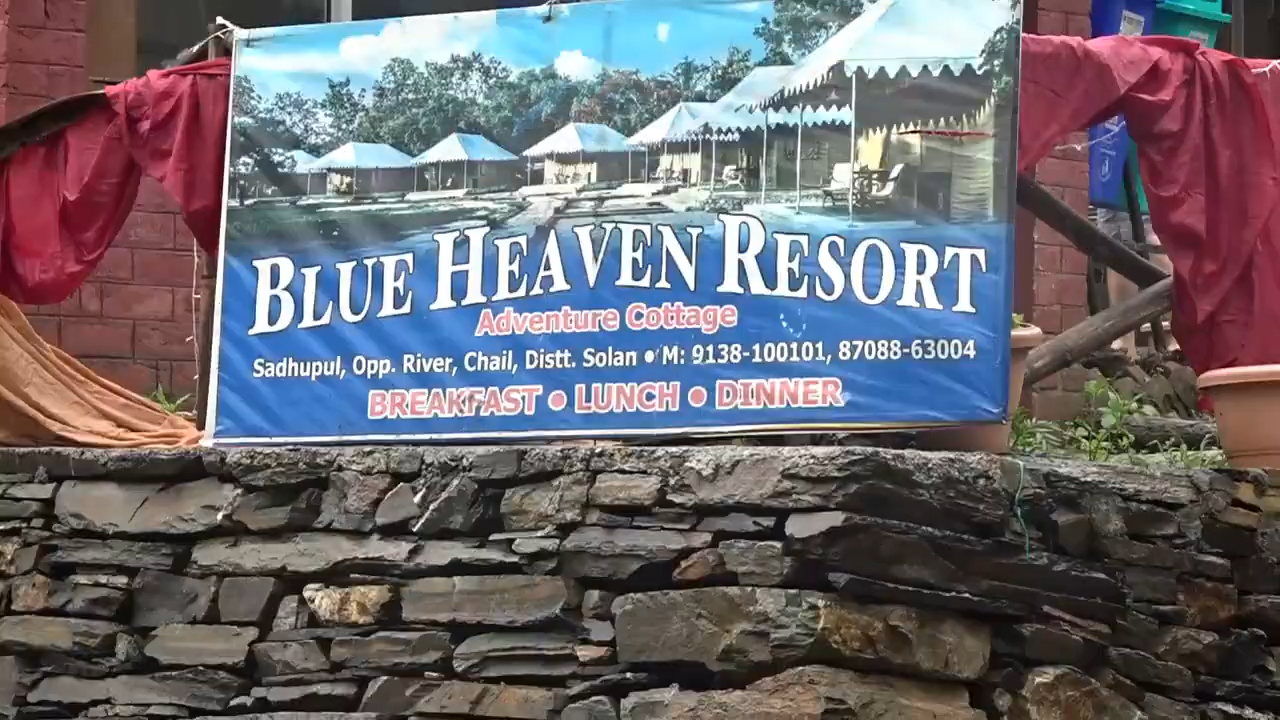 BLUE HEAVEN RESORT
Adventure Cottage
Sadhupul, Opp. River, Chail, Distt. Solan • M: 9138-100101, 87088-63004
BREAKFAST • LUNCH • DINNER